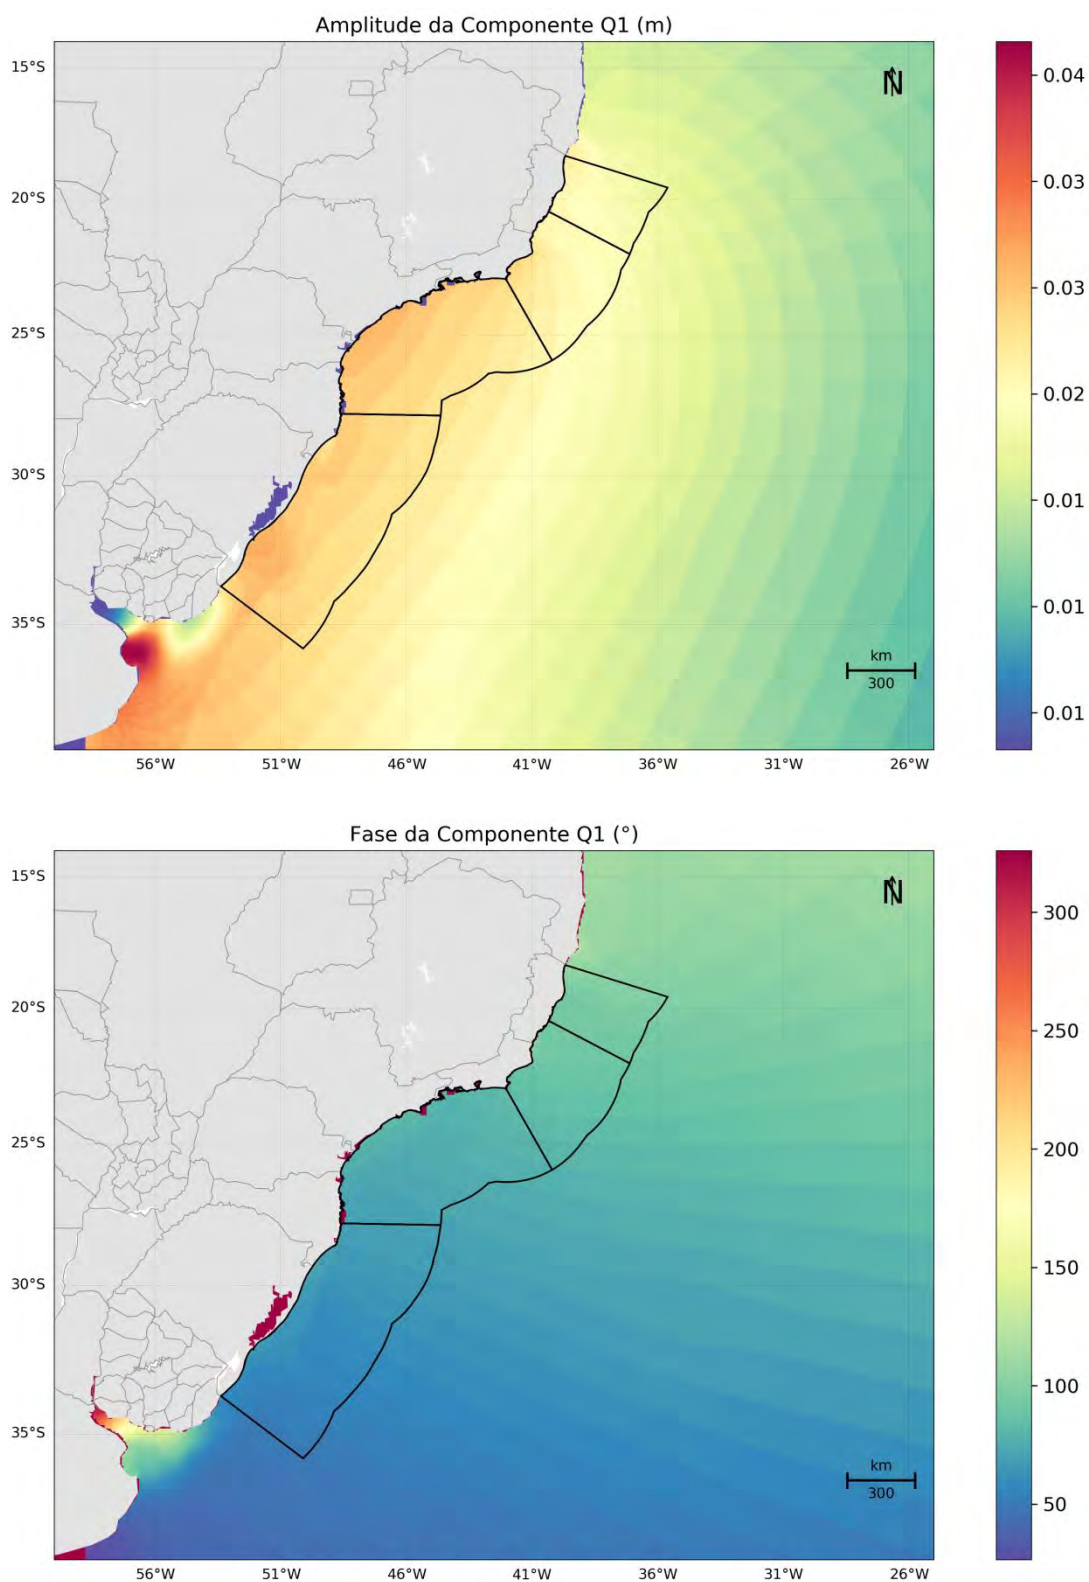 Amplitude da Componente Q1 (m)
15°S
20°S
25°S
30°S
35°S
56°W 51°W 46°W 41°W 36°W 31°W 26°W
N
km
300
0.04
0.03
0.03
0.02
0.01
0.01
0.01
Fase da Componente Q1 (°)
15°S
20°S
25°S
30°S
35°S
56°W 51°W 46°W 41°W 36°W 31°W 26°W
N
km
300
300
250
200
150
100
50